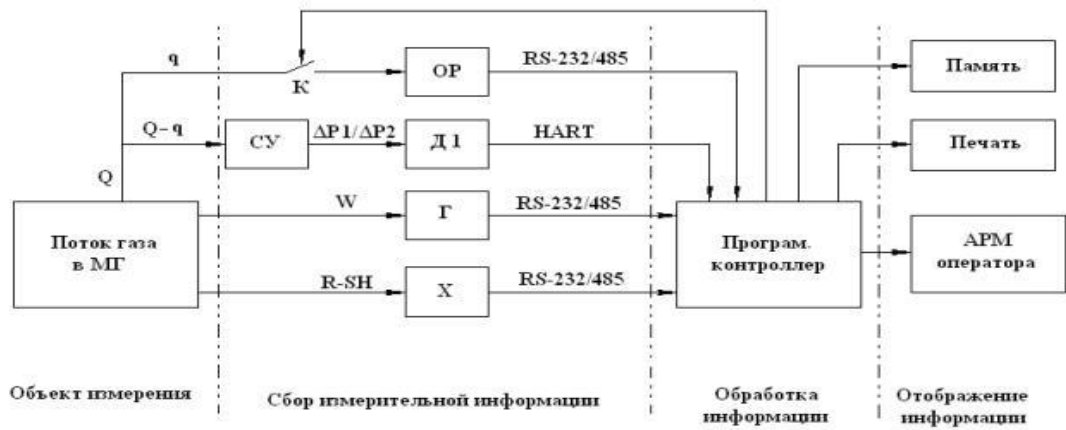 q
К
ОР
RS-232/485
Память
Q- q
СУ
ΔP1/ΔP2
Д1
HART
Печать
Q
Поток газа
в МГ
W
Г
RS-232/485
Програм.
контроллер
АРМ
оператора
R-SH
Х
RS-232/485
Объект измерения
Сбор измерительной информации
Обработка
информации
Отображение
информации